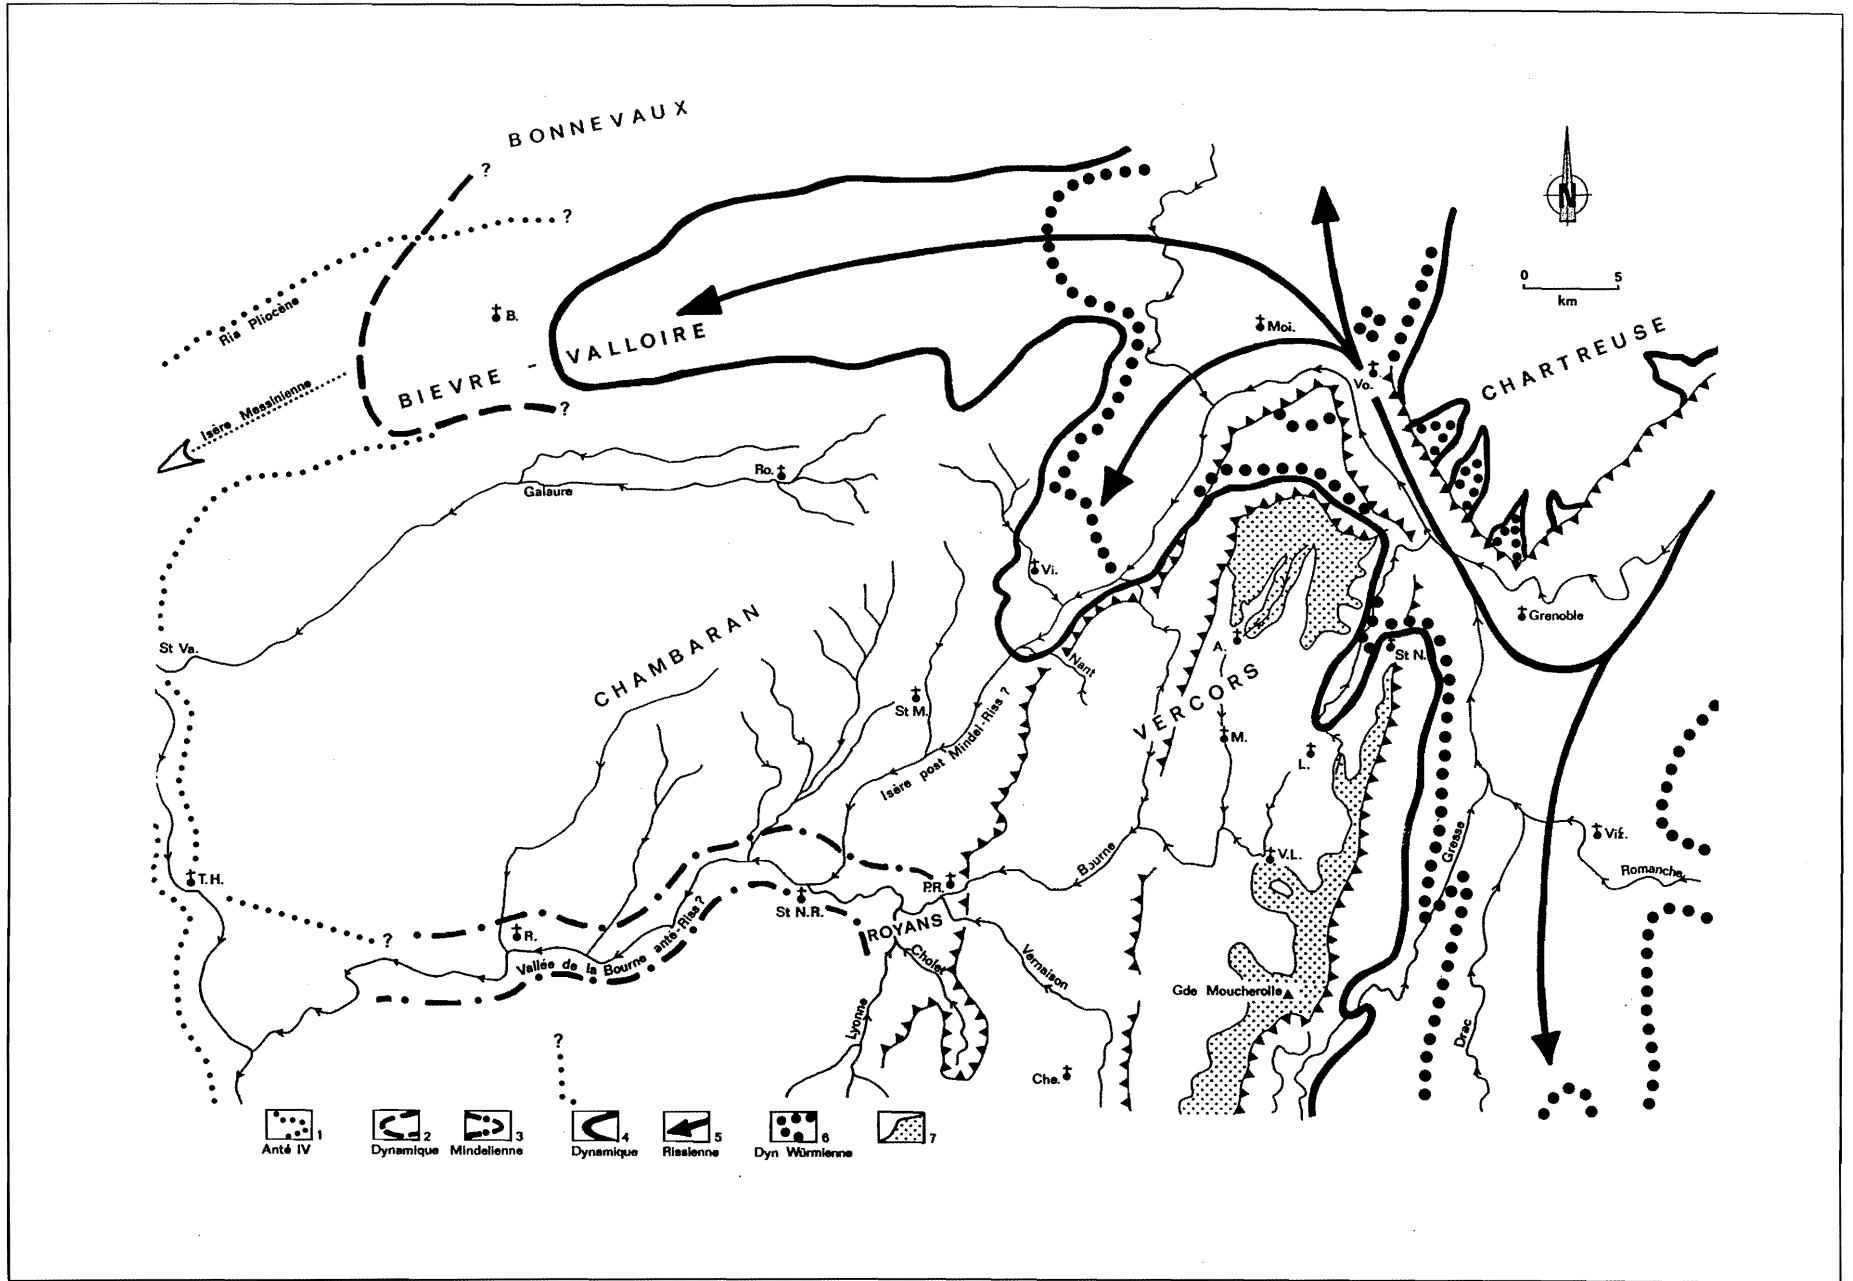 BONNEVAUX
?
?
N
0 5
km
Ria Pliocène
B.
Moi.
BIEVRE - VALLOIRE
CHARTREUSE
Vo.
Isère Messinienne
?
Ro.
Galaure
Vi.
Grenoble
St Va.
CHAMBARAN
A.
St N.
Nant
VERCORS
St M.
M.
L.
Isère post Mindel-Riss ?
Vif.
Gresse
Bourne
V.L.
Romanche
T.H.
P.R.
St N.R.
ROYANS
?
R.
Vallée de la Bourne anté-Riss ?
Cholet
Vernaison
Gde Moucherolle
Lyonne
Drac
?
Che.
1 2 3 4 5 6 7
Anté IV Dynamique Mindelienne Dynamique Rissienne Dyn Würmienne